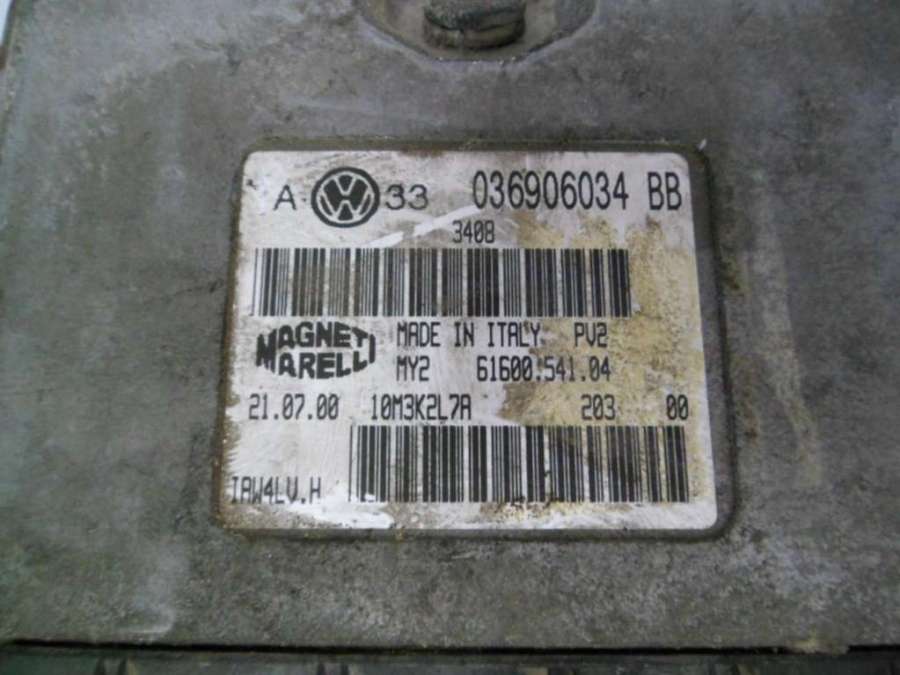 A VW 33 036906034 BB
3408
MAGNETI MARELLI
MADE IN ITALY PV2
MY2 61600.541.04
21.07.00 10M3K2L7A 203 00
IAW4LV.H